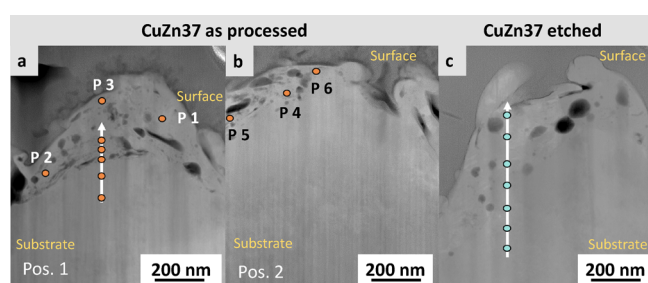 CuZn37 as processed
CuZn37 etched
a
Surface
P 3
P 1
P 2
Substrate
Pos. 1
200 nm
b
Surface
P 6
P 4
P 5
Pos. 2
200 nm
c
Surface
Substrate
200 nm